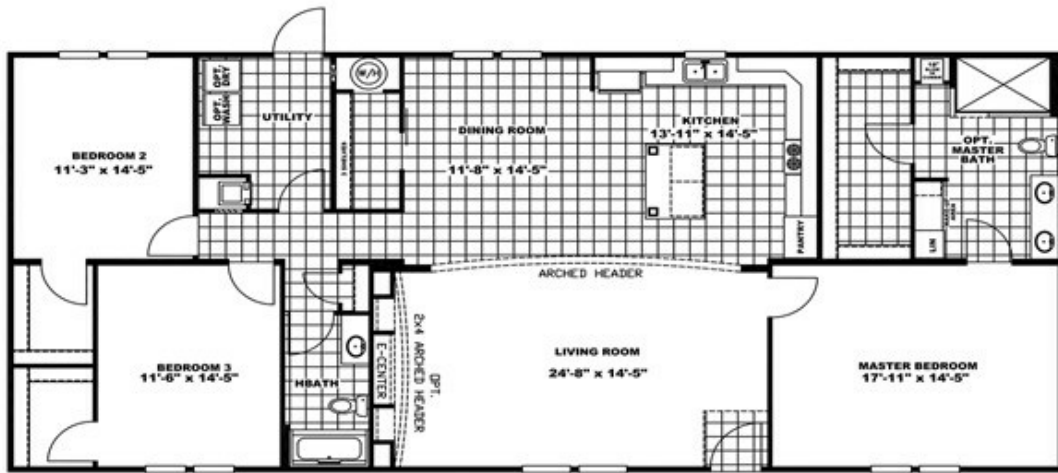 OPT. DRY
OPT. WASH
W/H
UTILITY
DINING ROOM
11'-8" x 14'-5"
KITCHEN
13'-11" x 14'-5"
BEDROOM 2
11'-3" x 14'-5"
OPT.
MASTER
BATH
LIN
PANTRY
ARCHED HEADER
BEDROOM 3
11'-6" x 14'-5"
HBATH
E-CENTER
OPT.
2x4 ARCHED HEADER
LIVING ROOM
24'-8" x 14'-5"
MASTER BEDROOM
17'-11" x 14'-5"